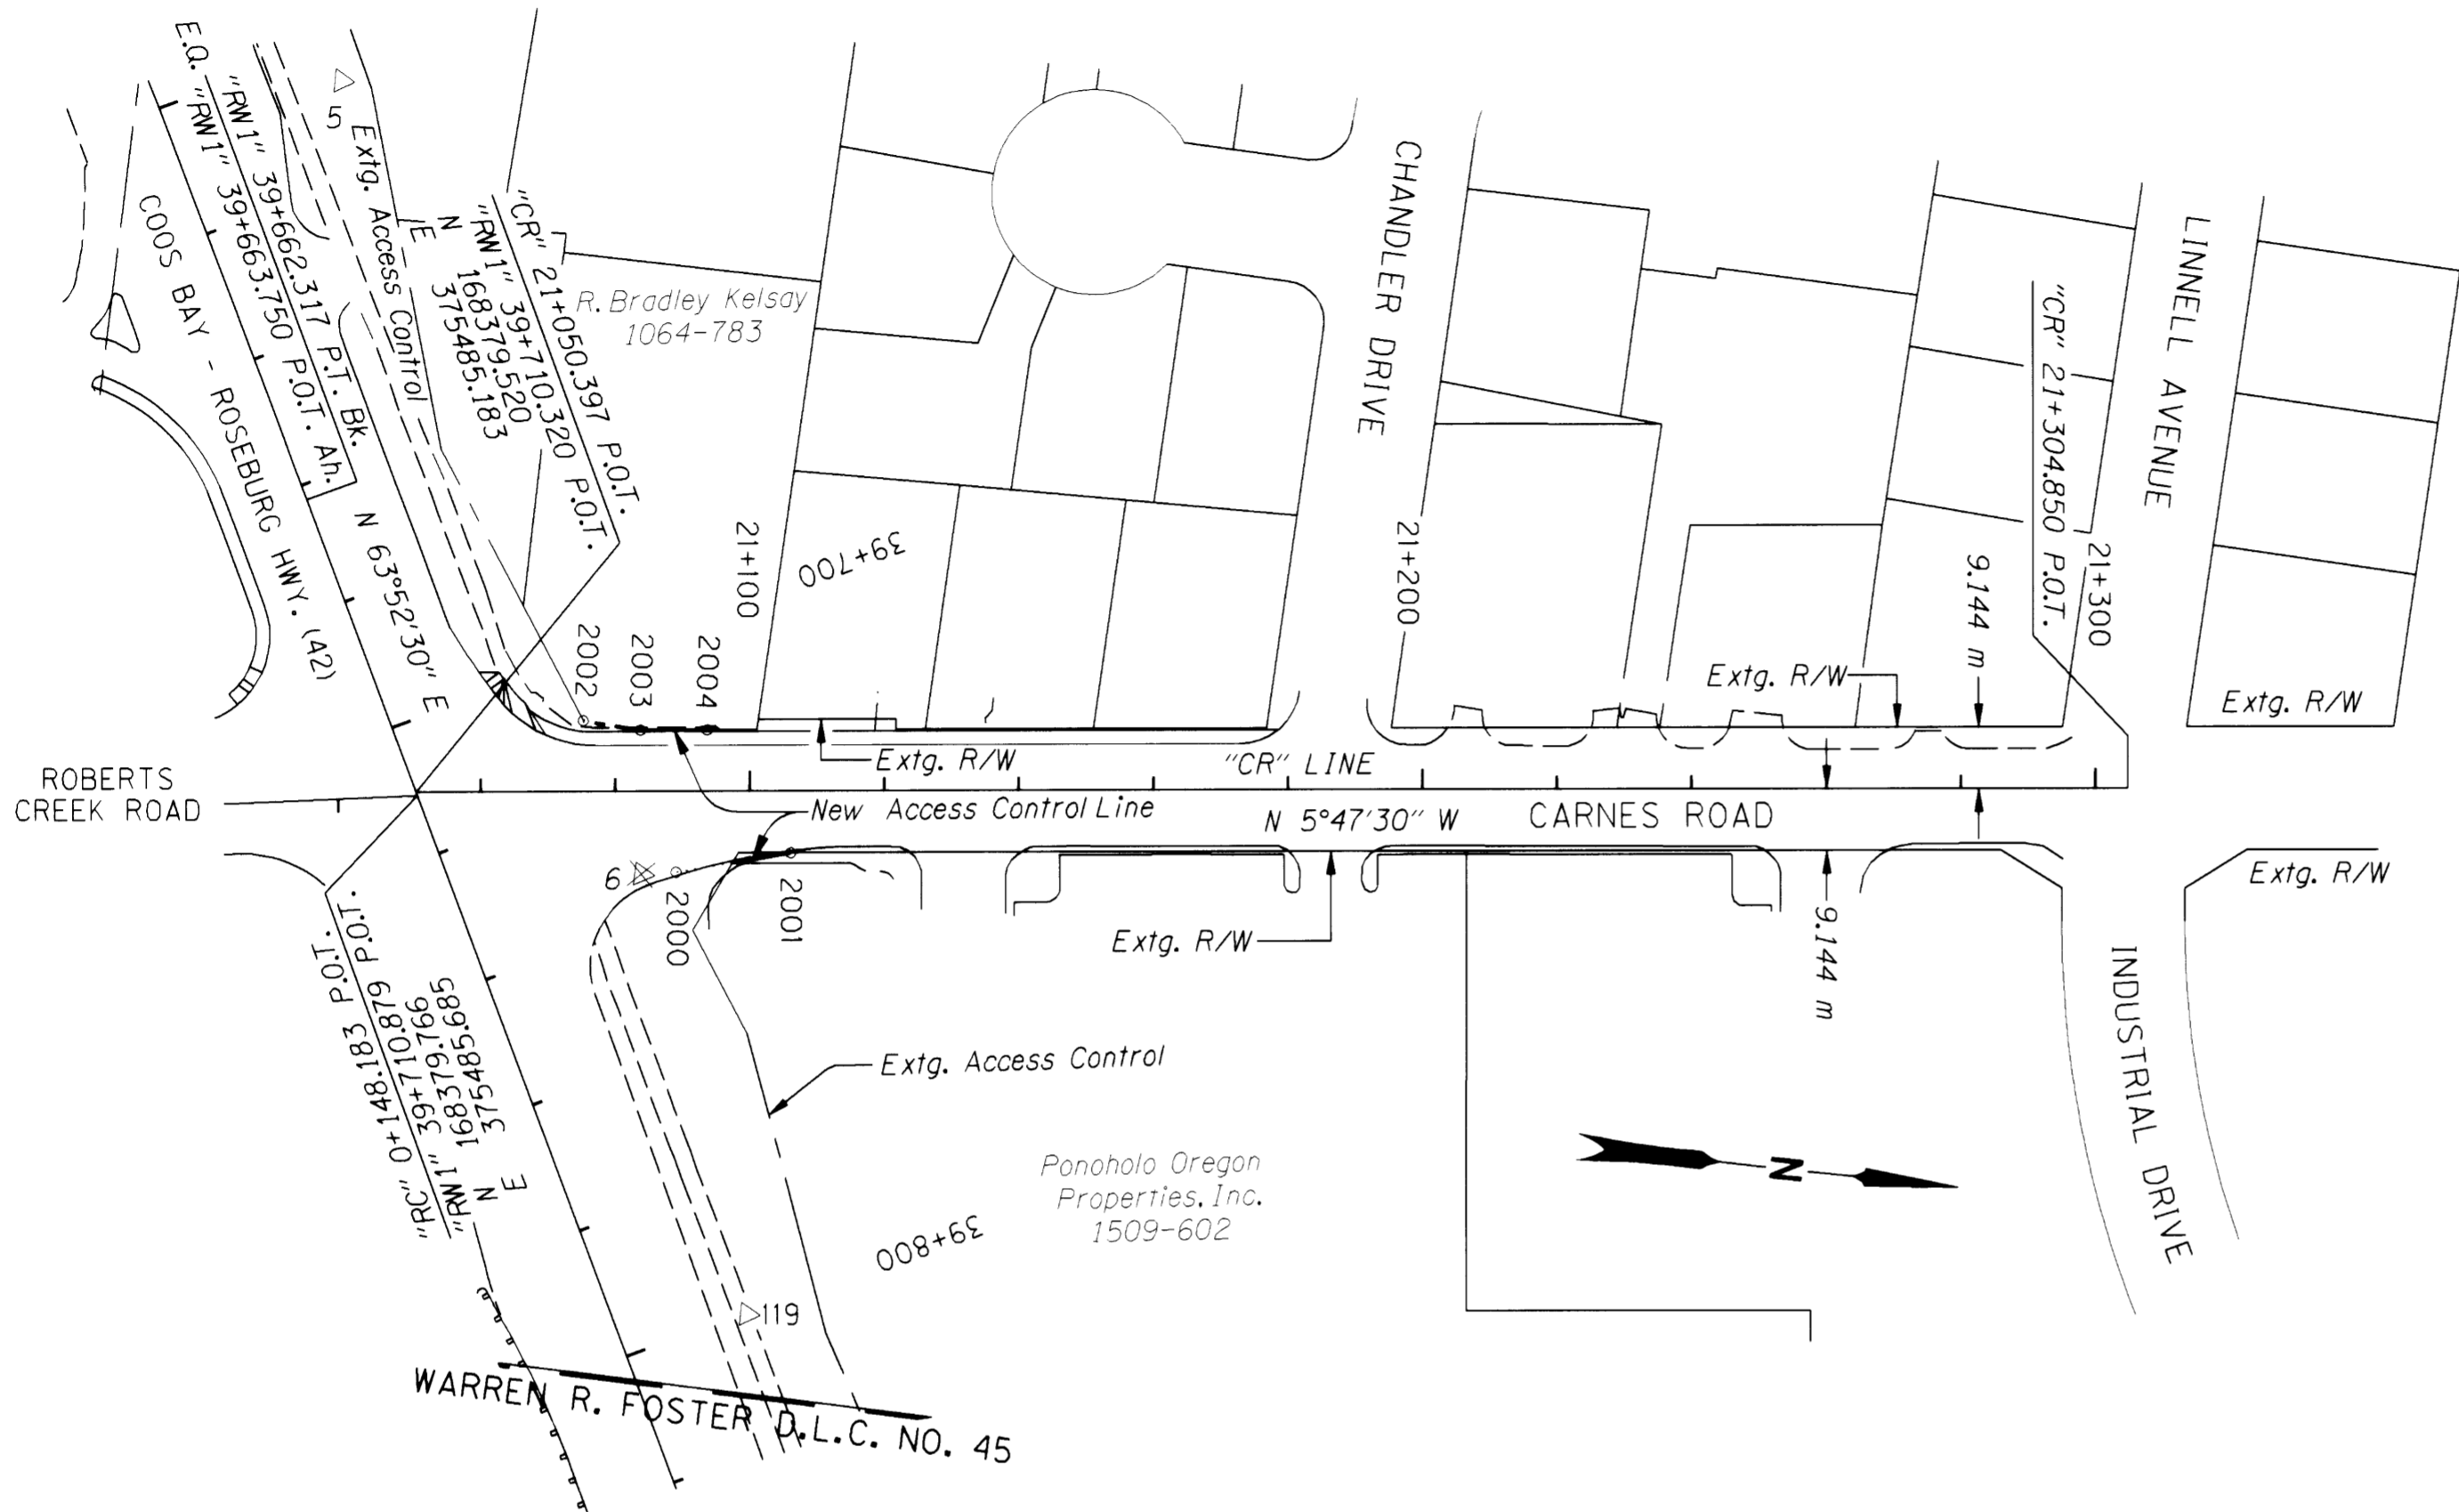 E.Q.
"RW1" 39+662.317 P.T. Bk.
"RW1" 39+663.750 P.O.T. Ah.
5
Extg. Access Control
COOS BAY - ROSEBURG HWY. (42)
N 63°52'30" E
"CR" 21+050.397 P.O.T.
"RW1" 39+710.320 P.O.T.
N 168379.520
E 375485.183
R. Bradley Kelsay
1064-783
CHANDLER DRIVE
LINNELL AVENUE
"CR" 21+304.850 P.O.T.
21+100
39+700
21+200
21+300
9.144 m
2002
2003
2004
Extg. R/W
Extg. R/W
Extg. R/W
"CR" LINE
ROBERTS
CREEK ROAD
New Access Control Line
N 5°47'30" W
CARNES ROAD
6
2000
2001
Extg. R/W
Extg. R/W
9.144 m
"RC" 0+148.183 P.O.T.
"RW1" 39+710.879 P.O.T.
N 168379.766
E 375485.685
Extg. Access Control
INDUSTRIAL DRIVE
Ponoholo Oregon
Properties, Inc.
1509-602
39+800
N
119
WARREN R. FOSTER D.L.C. NO. 45